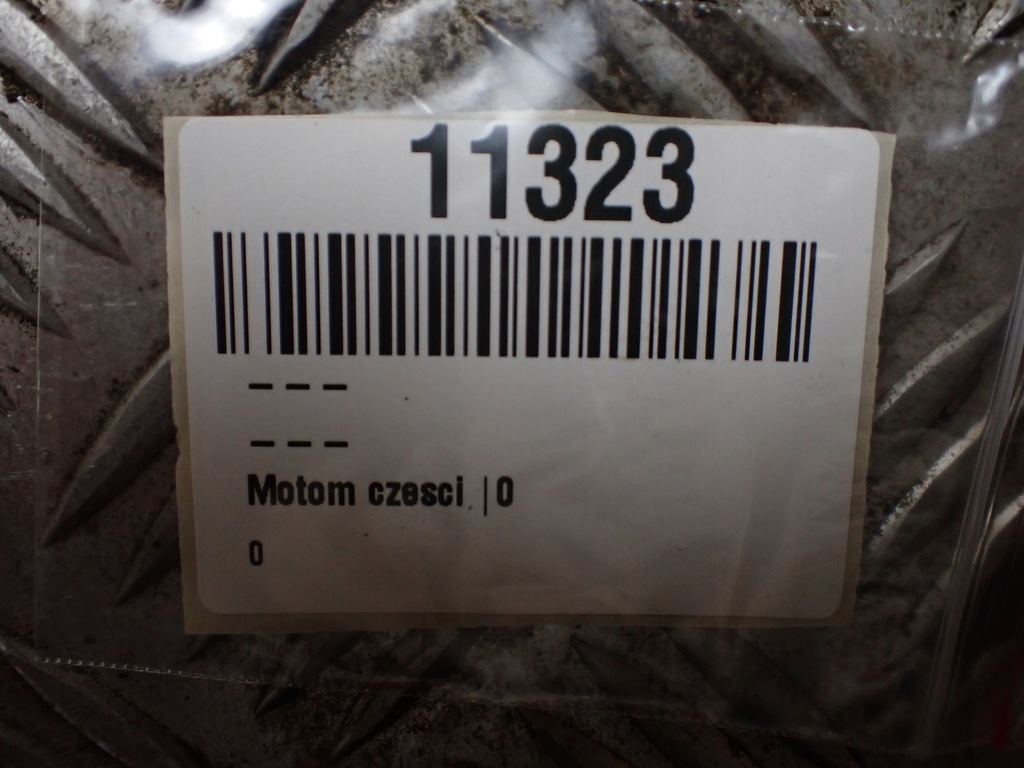 11323
---
---
Motom czesci |0
0